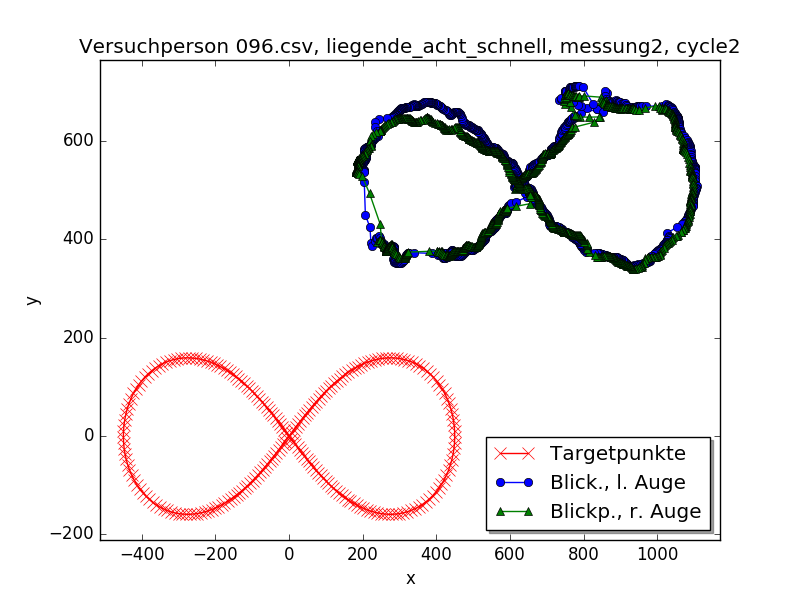 Versuchperson 096.csv, liegende_acht_schnell, messung2, cycle2
y
600
400
200
0
−200
−400
−200
0
200
400
600
800
1000
x
Targetpunkte
Blick., l. Auge
Blickp., r. Auge